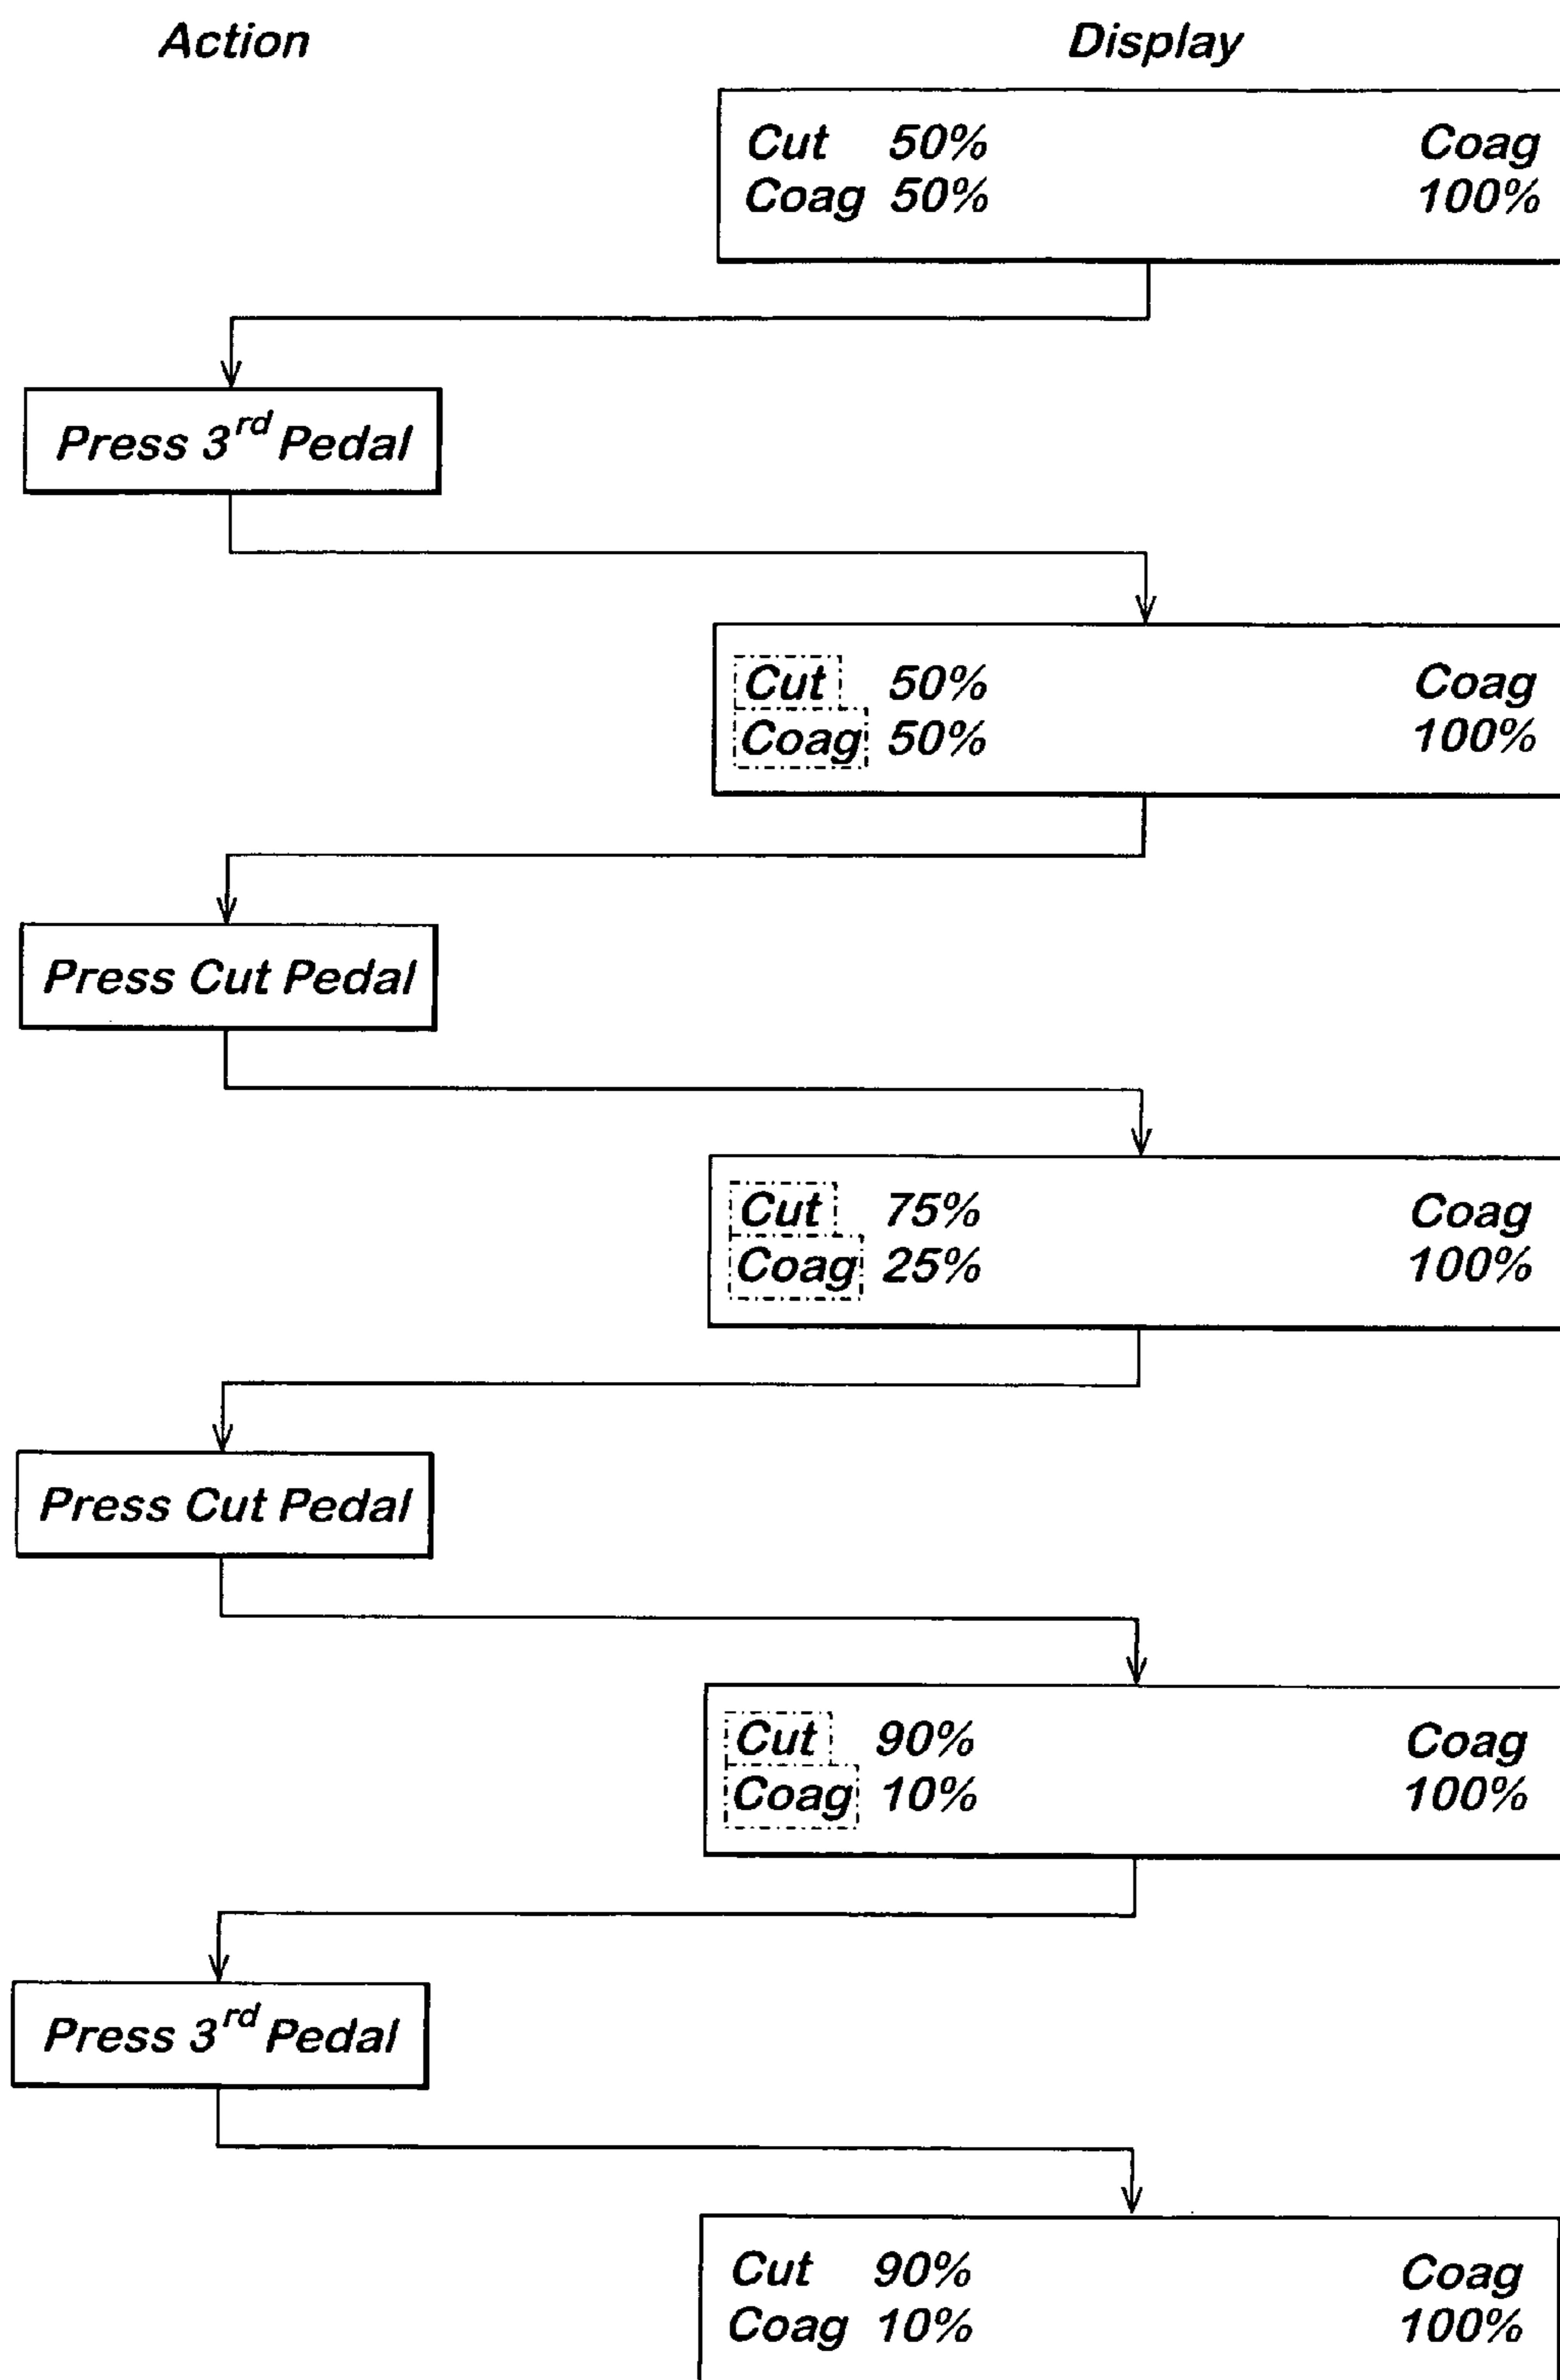 Action Display
Cut 50% Coag
Coag 50% 100%
Press 3rd Pedal
Cut 50% Coag
Coag 50% 100%
Press Cut Pedal
Cut 75% Coag
Coag 25% 100%
Press Cut Pedal
Cut 90% Coag
Coag 10% 100%
Press 3rd Pedal
Cut 90% Coag
Coag 10% 100%